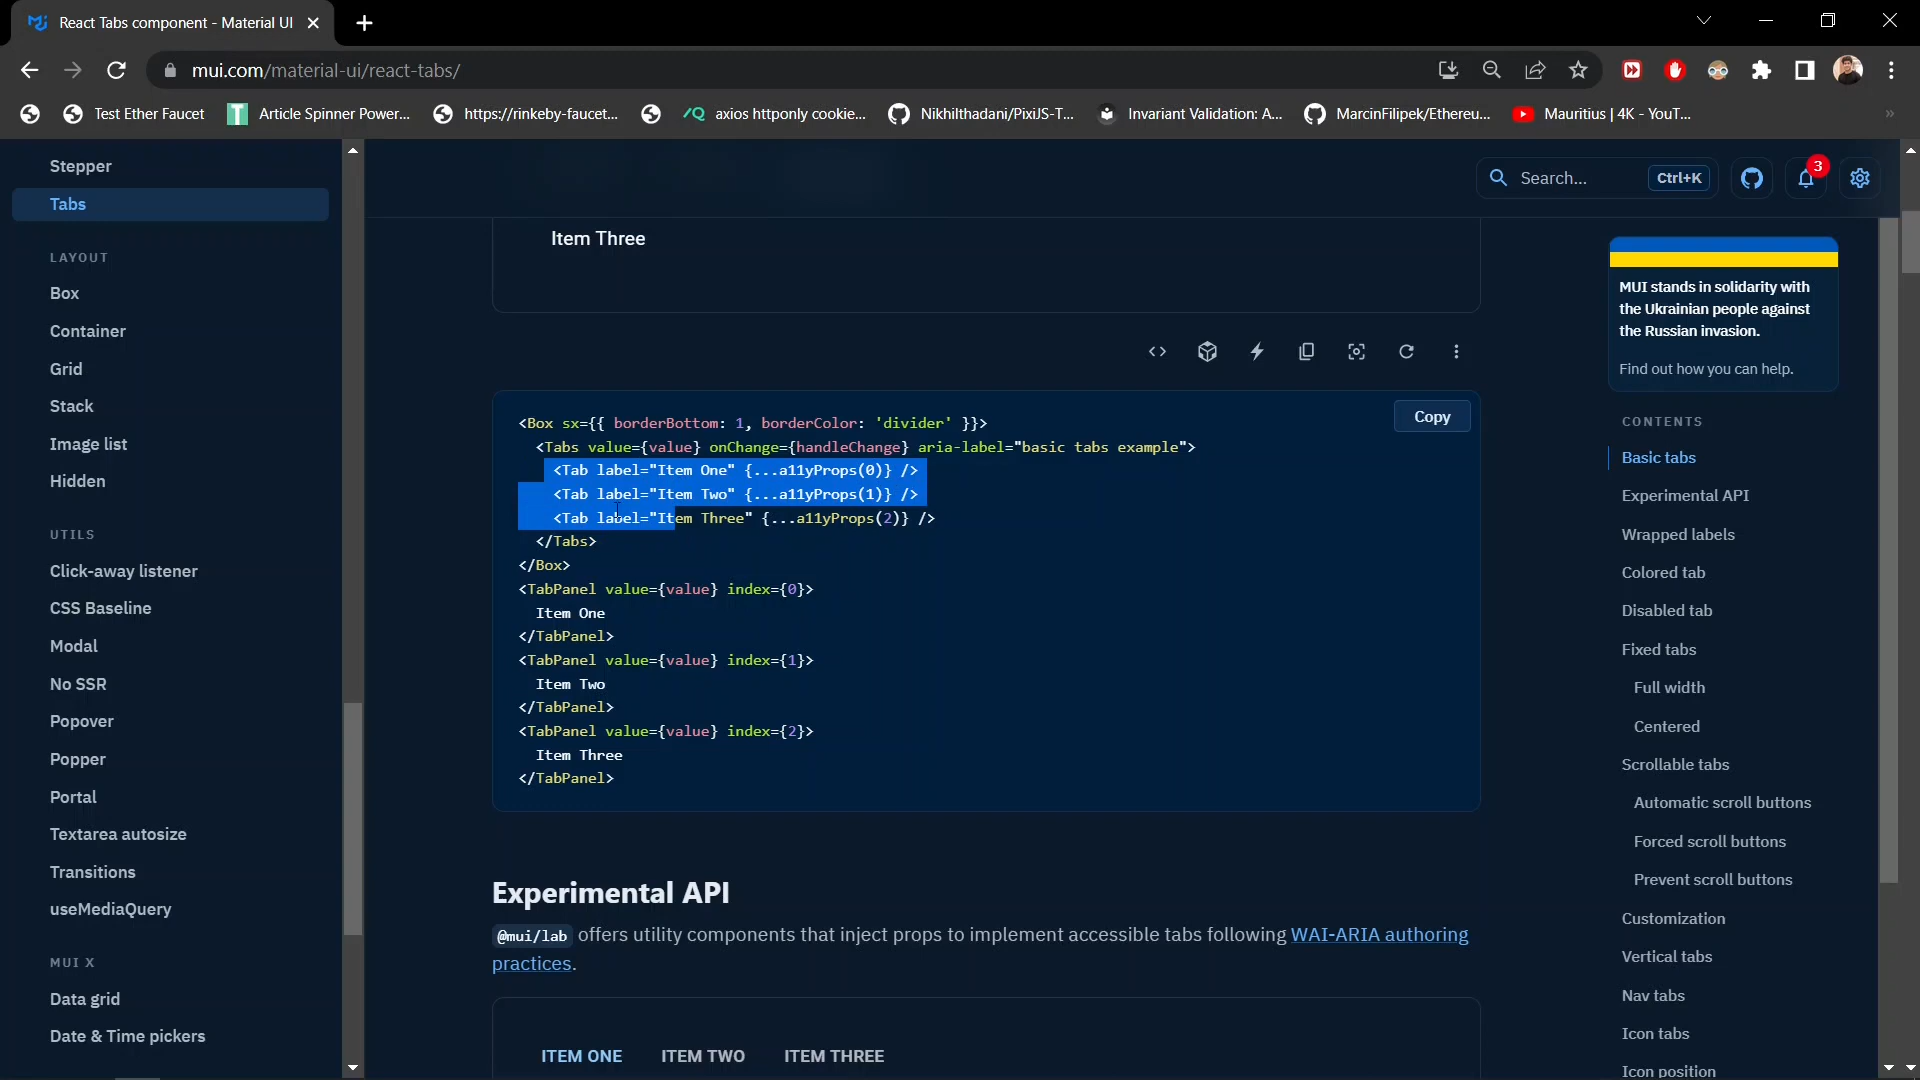 React Tabs component - Material UI
mui.com/material-ui/react-tabs/
Test Ether Faucet
Article Spinner Power...
https://rinkeby-faucet...
axios httponly cookie...
Nikhilthadani/PixiJS-T...
Invariant Validation: A...
MarcinFilipek/Ethereu...
Mauritius | 4K - YouT...
»
Stepper
Tabs
LAYOUT
Box
Container
Grid
Stack
Image list
Hidden
UTILS
Click-away listener
CSS Baseline
Modal
No SSR
Popover
Popper
Portal
Textarea autosize
Transitions
useMediaQuery
MUI X
Data grid
Date & Time pickers
Search...
Ctrl+K
3
Item Three
Copy
<Box sx={{ borderBottom: 1, borderColor: 'divider' }}>
<Tabs value={value} onChange={handleChange} aria-label="basic tabs example">
<Tab label="Item One" {...a11yProps(0)} />
<Tab label="Item Two" {...a11yProps(1)} />
<Tab label="Item Three" {...a11yProps(2)} />
</Tabs>
</Box>
<TabPanel value={value} index={0}>
Item One
</TabPanel>
<TabPanel value={value} index={1}>
Item Two
</TabPanel>
<TabPanel value={value} index={2}>
Item Three
</TabPanel>
Experimental API
@mui/lab offers utility components that inject props to implement accessible tabs following WAI-ARIA authoring
practices.
ITEM ONE
ITEM TWO
ITEM THREE
MUI stands in solidarity with
the Ukrainian people against
the Russian invasion.
Find out how you can help.
CONTENTS
Basic tabs
Experimental API
Wrapped labels
Colored tab
Disabled tab
Fixed tabs
Full width
Centered
Scrollable tabs
Automatic scroll buttons
Forced scroll buttons
Prevent scroll buttons
Customization
Vertical tabs
Nav tabs
Icon tabs
Icon position